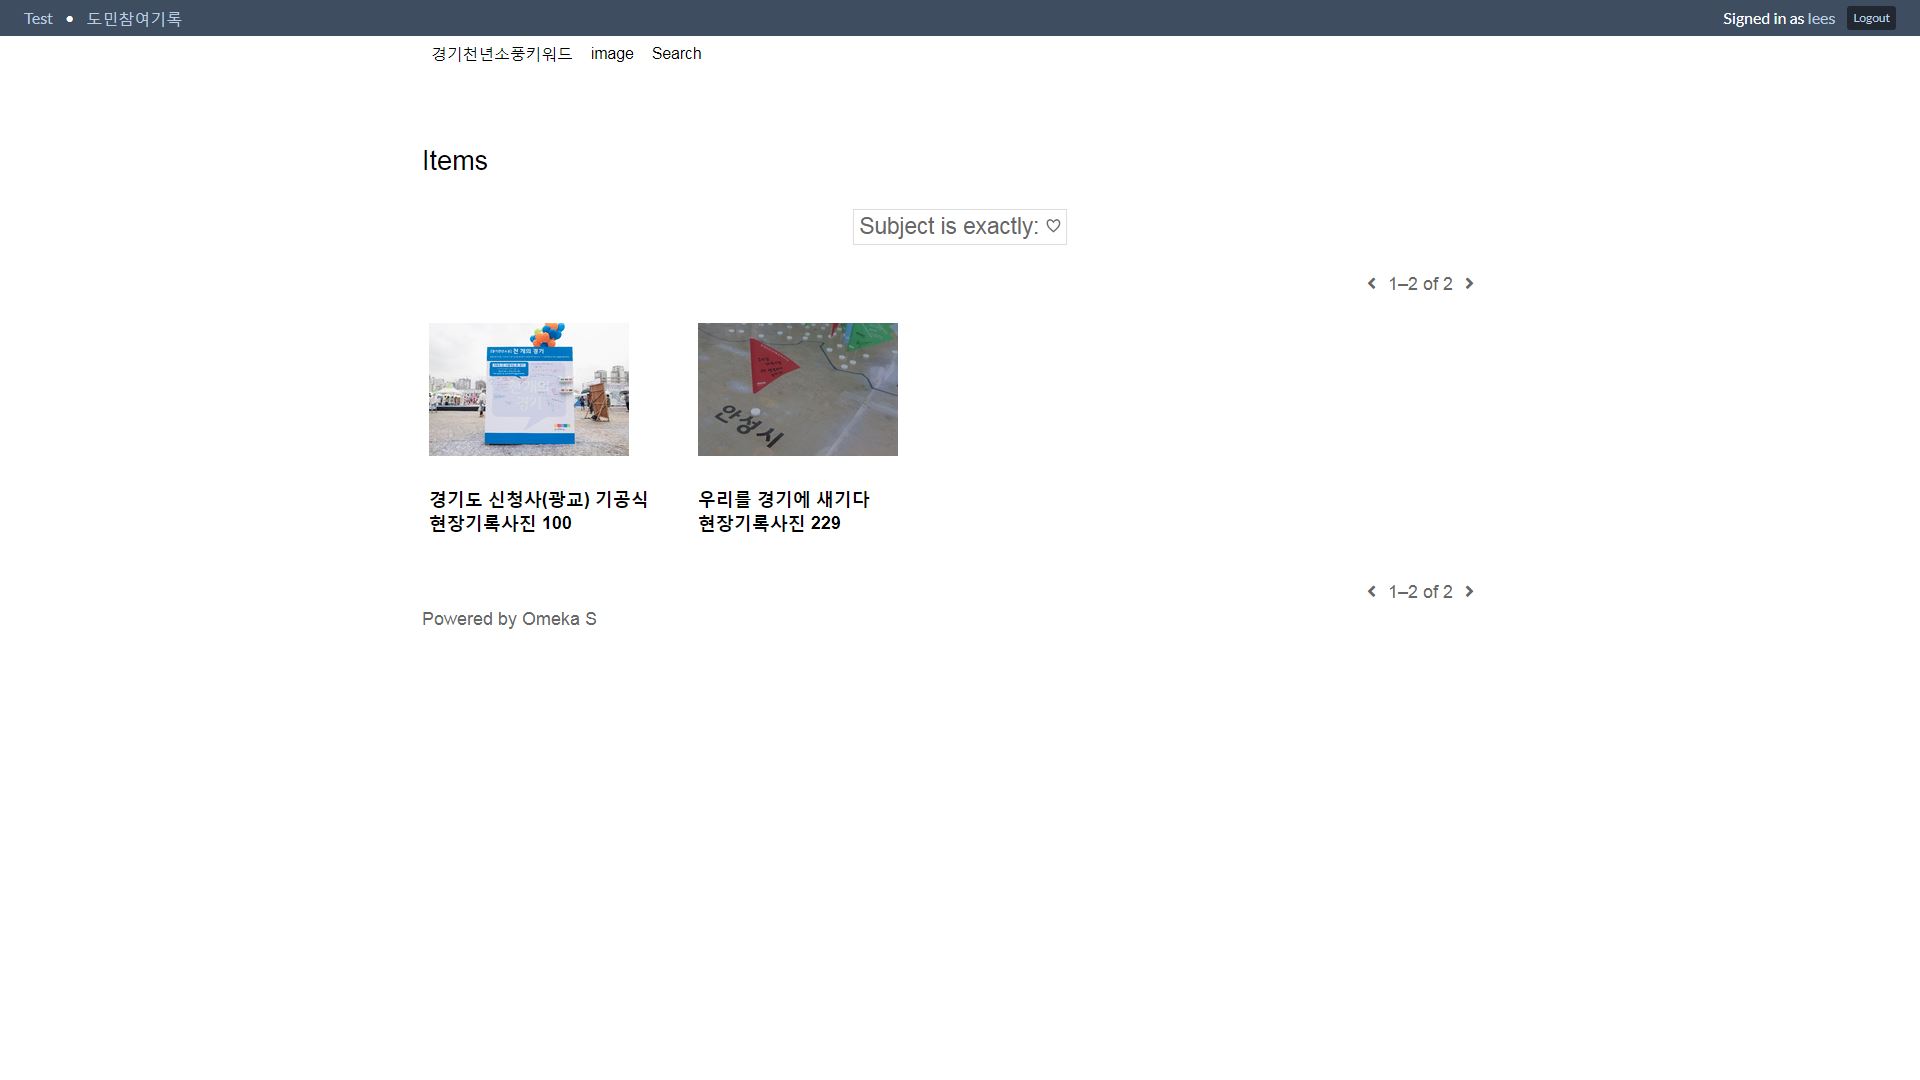 Test • 도민참여기록
Signed in as lees Logout
경기천년소풍키워드 image Search
Items
Subject is exactly: ♡
1–2 of 2
천 개의 경기
안성시
경기도 신청사(광교) 기공식
현장기록사진 100
우리를 경기에 새기다
현장기록사진 229
1–2 of 2
Powered by Omeka S